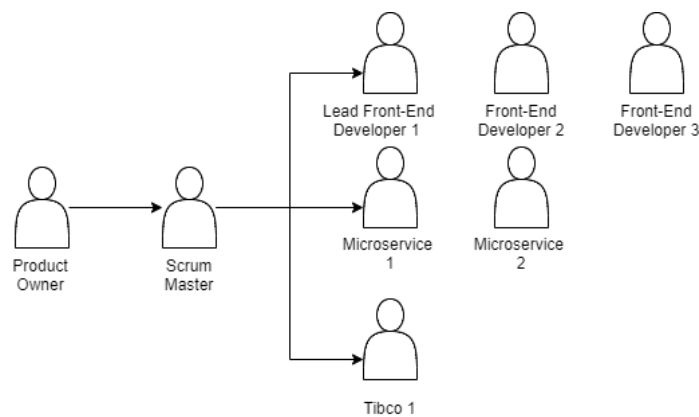 Lead Front-End
Developer 1
Front-End
Developer 2
Front-End
Developer 3
Product
Owner
Scrum
Master
Microservice
1
Microservice
2
Tibco 1